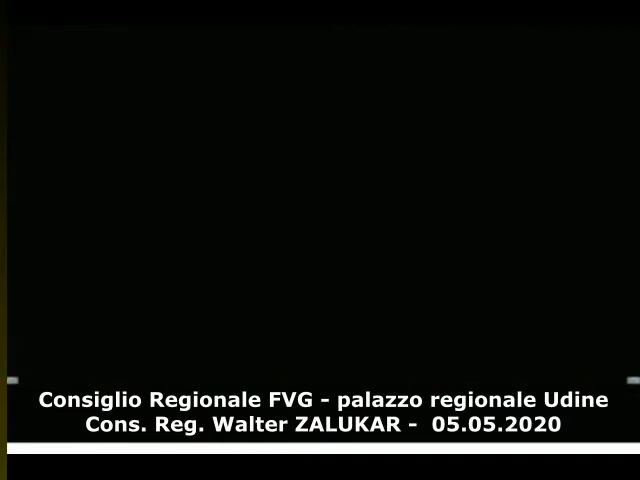 Consiglio Regionale FVG - palazzo regionale Udine
Cons. Reg. Walter ZALUKAR - 05.05.2020